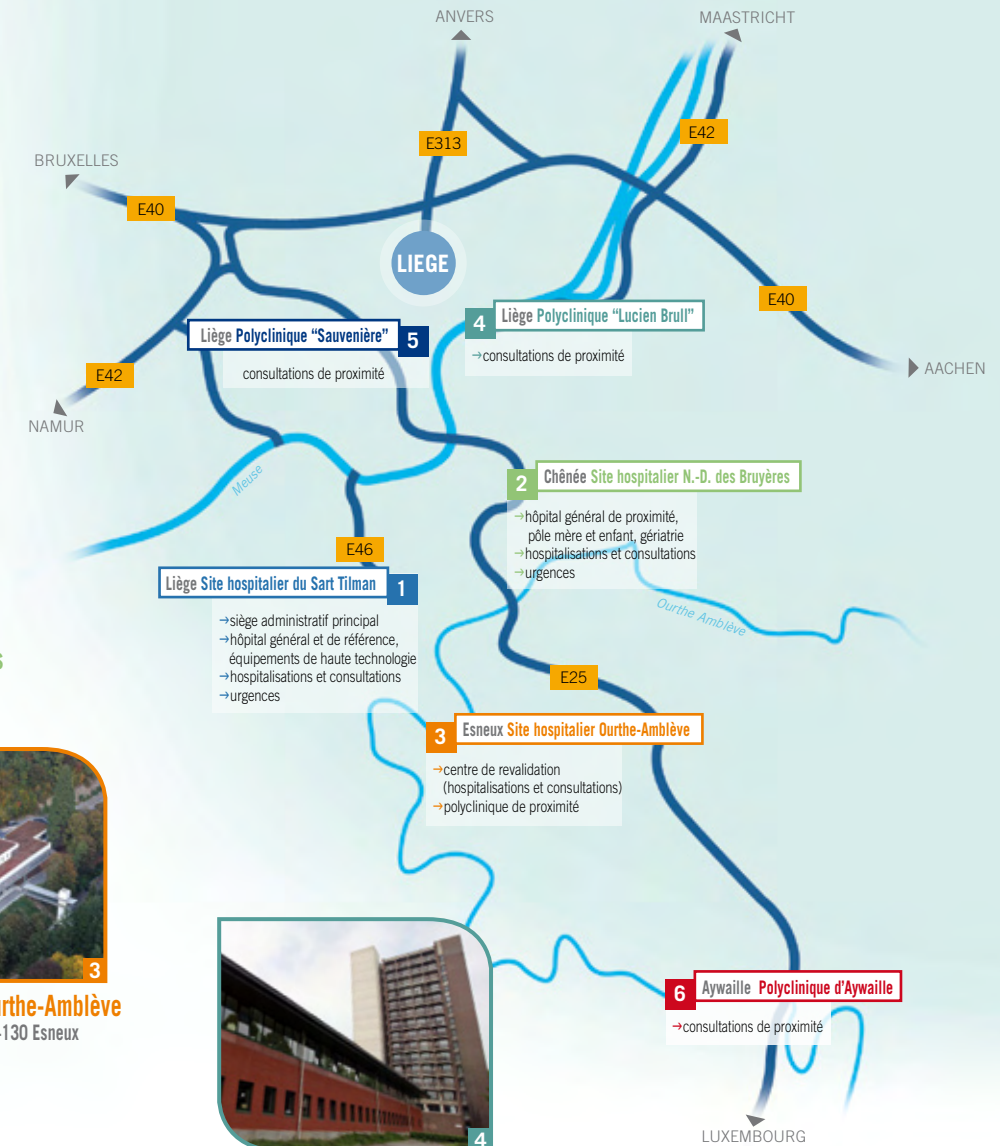 ANVERS
MAASTRICHT
E42
E313
BRUXELLES
E40
LIEGE
E40
AACHEN
Liège Polyclinique “Lucien Brull”
4
→consultations de proximité
Liège Polyclinique “Sauvenière”
5
consultations de proximité
E42
NAMUR
Meuse
Chênée Site hospitalier N.-D. des Bruyères
2
→hôpital général de proximité,
pôle mère et enfant, gériatrie
→hospitalisations et consultations
→urgences
E46
Liège Site hospitalier du Sart Tilman
1
→siège administratif principal
→hôpital général et de référence,
équipements de haute technologie
→hospitalisations et consultations
→urgences
Ourthe Amblève
E25
3
Esneux Site hospitalier Ourthe-Amblève
→centre de revalidation
(hospitalisations et consultations)
→polyclinique de proximité
3
urthe-Amblève
130 Esneux
6
Aywaille Polyclinique d’Aywaille
→consultations de proximité
4
LUXEMBOURG